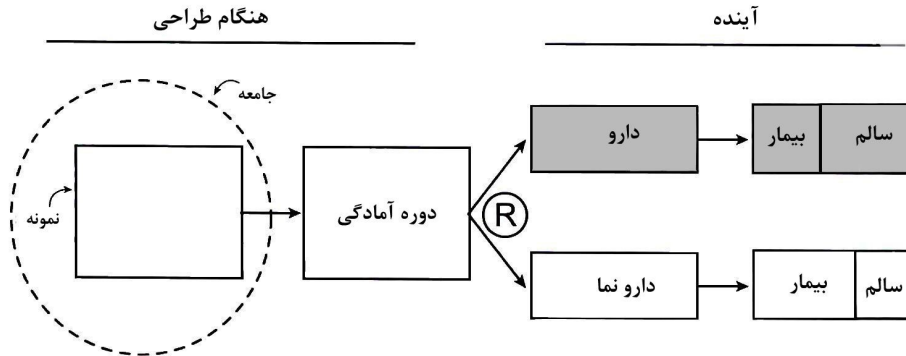 هنگام طراحی
آینده
جامعه
نمونه
دوره آمادگی
R
دارو
بیمار
سالم
دارو نما
بیمار
سالم